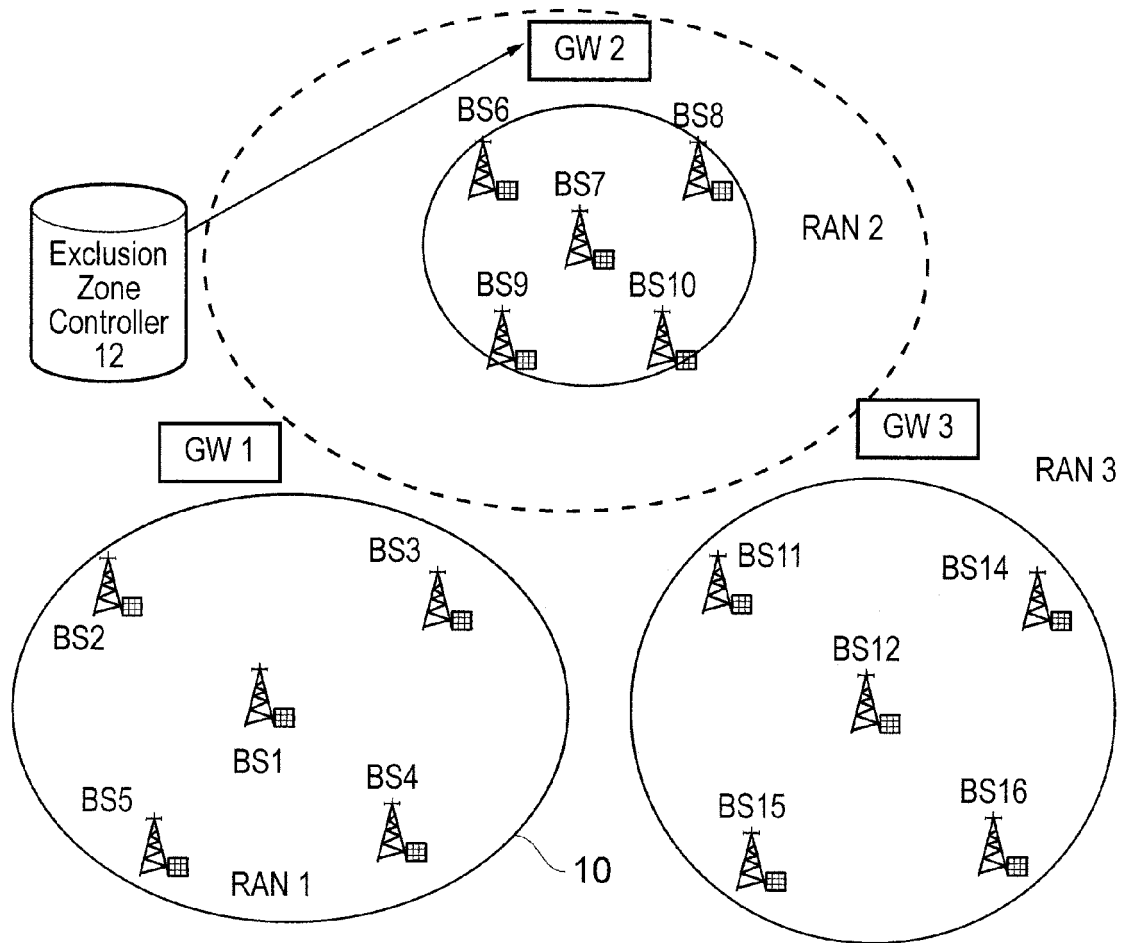 GW 2
BS6
BS8
BS7
RAN 2
Exclusion
Zone
Controller
12
BS9
BS10
GW 1
GW 3
RAN 3
BS3
BS11
BS14
BS2
BS12
BS1
BS4
BS5
BS15
BS16
RAN 1
10